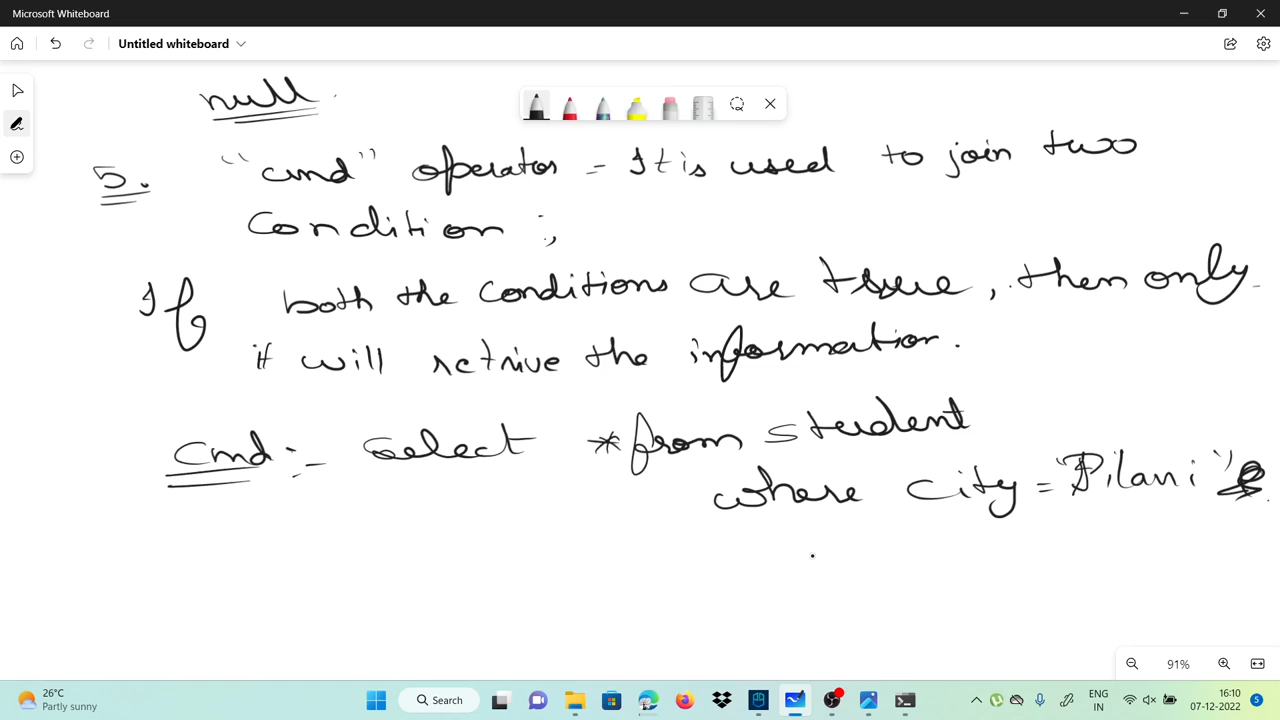 Microsoft Whiteboard
Untitled whiteboard
null
5. "and" operator - It is used to join two
Condition ;
If both the conditions are true, then only
it will retrive the information.
Cmd :- select * from student
where city = "Pilani"
91%
26°C
Partly sunny
Search
ENG
IN
16:10
07-12-2022
5